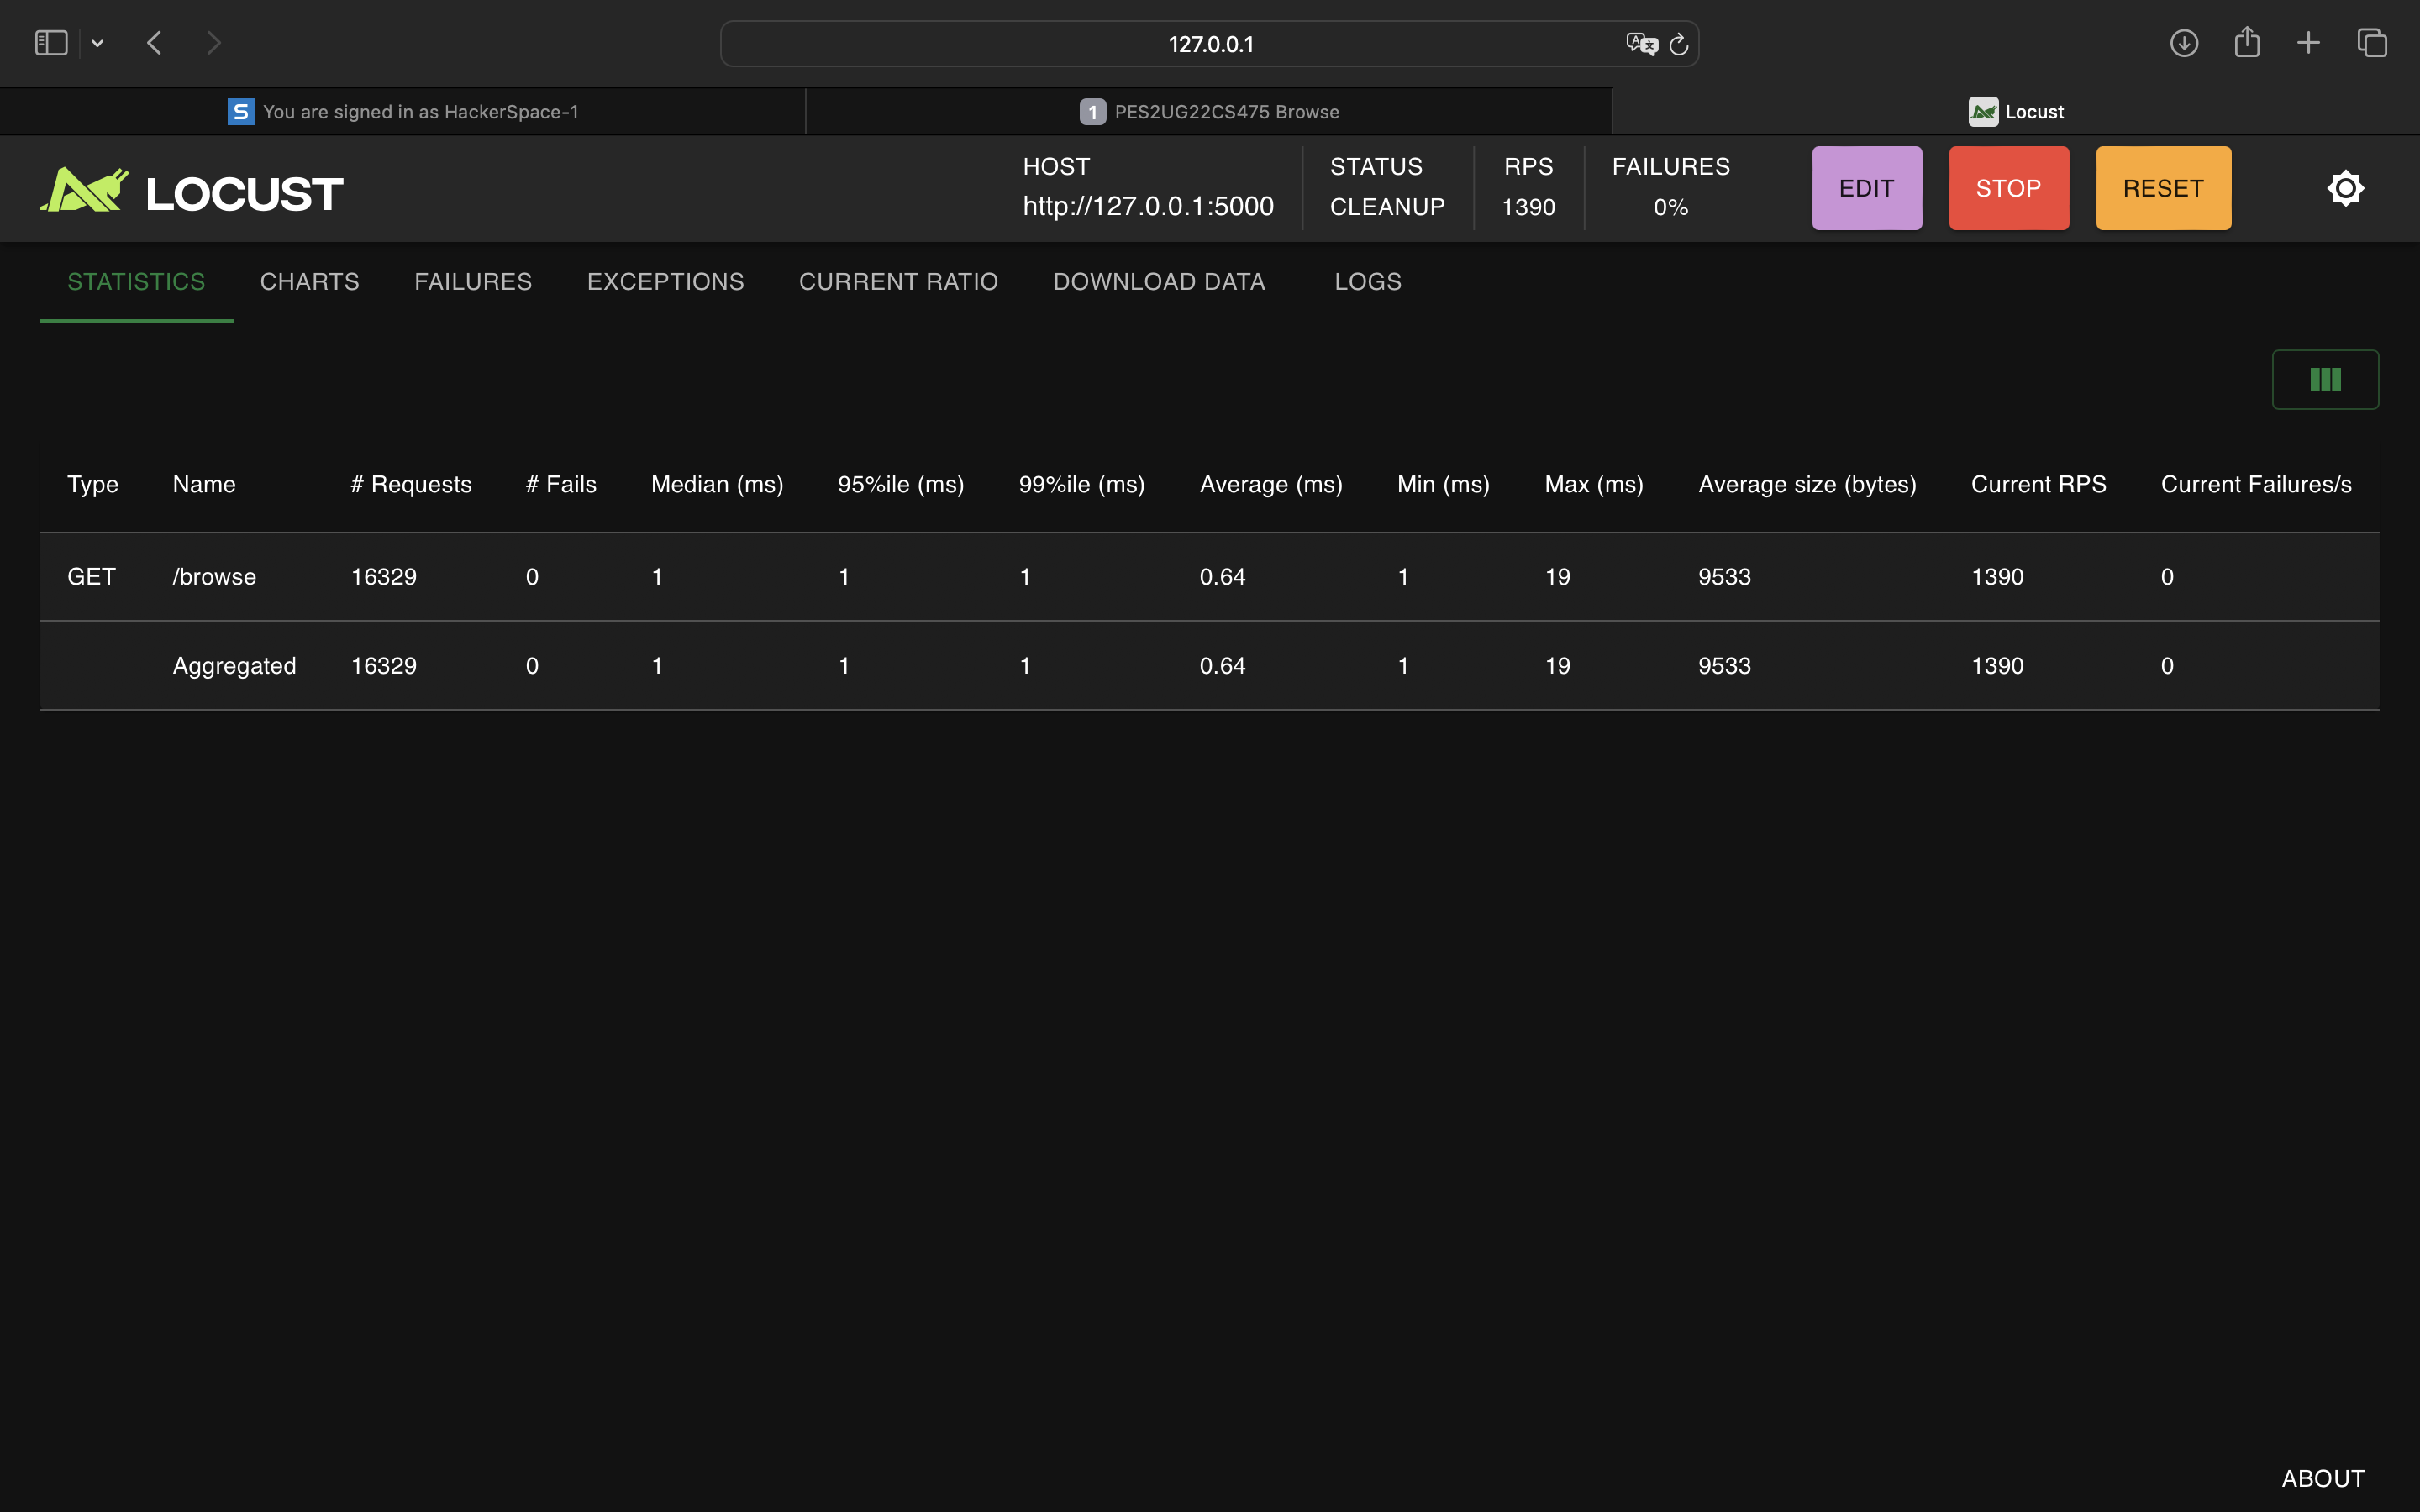 127.0.0.1
S You are signed in as HackerSpace-1
1 PES2UG22CS475 Browse
Locust
LOCUST
HOST
http://127.0.0.1:5000
STATUS
CLEANUP
RPS
1390
FAILURES
0%
EDIT
STOP
RESET
STATISTICS CHARTS FAILURES EXCEPTIONS CURRENT RATIO DOWNLOAD DATA LOGS
Type Name # Requests # Fails Median (ms) 95%ile (ms) 99%ile (ms) Average (ms) Min (ms) Max (ms) Average size (bytes) Current RPS Current Failures/s
GET /browse 16329 0 1 1 1 0.64 1 19 9533 1390 0
Aggregated 16329 0 1 1 1 0.64 1 19 9533 1390 0
ABOUT